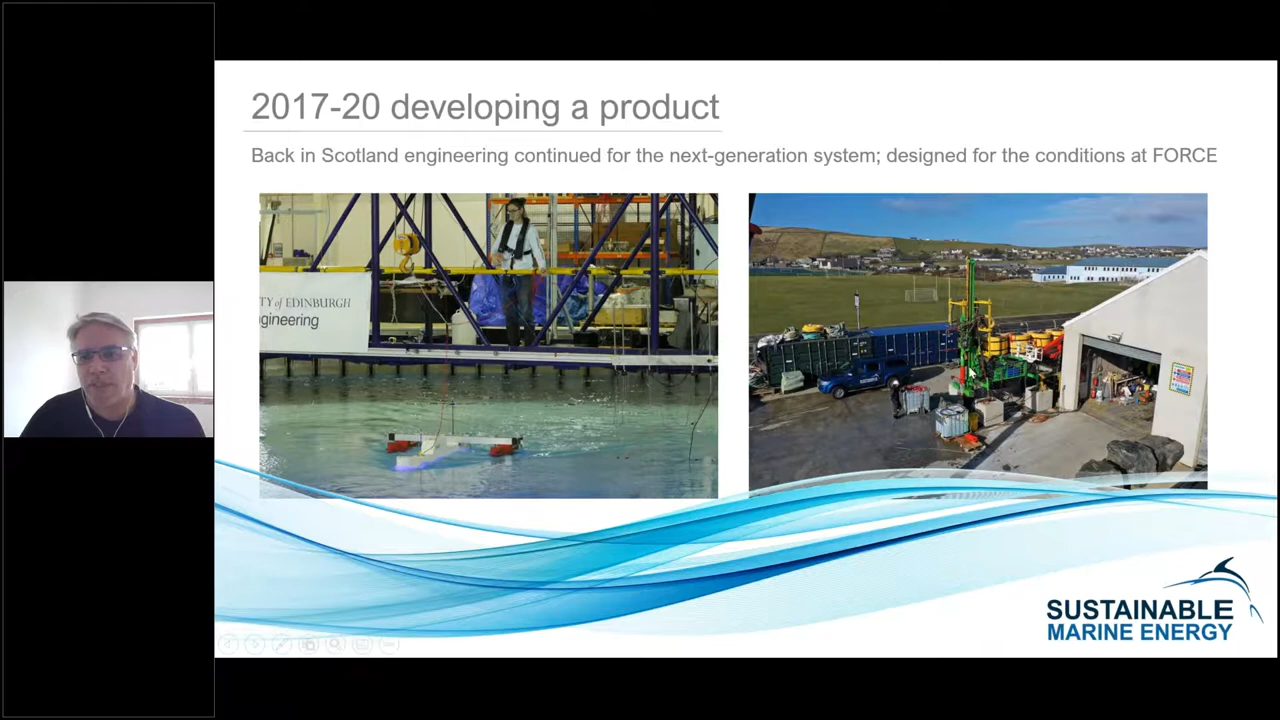 2017-20 developing a product
Back in Scotland engineering continued for the next-generation system; designed for the conditions at FORCE
TY of EDINBURGH
gineering
SUSTAINABLE
MARINE ENERGY